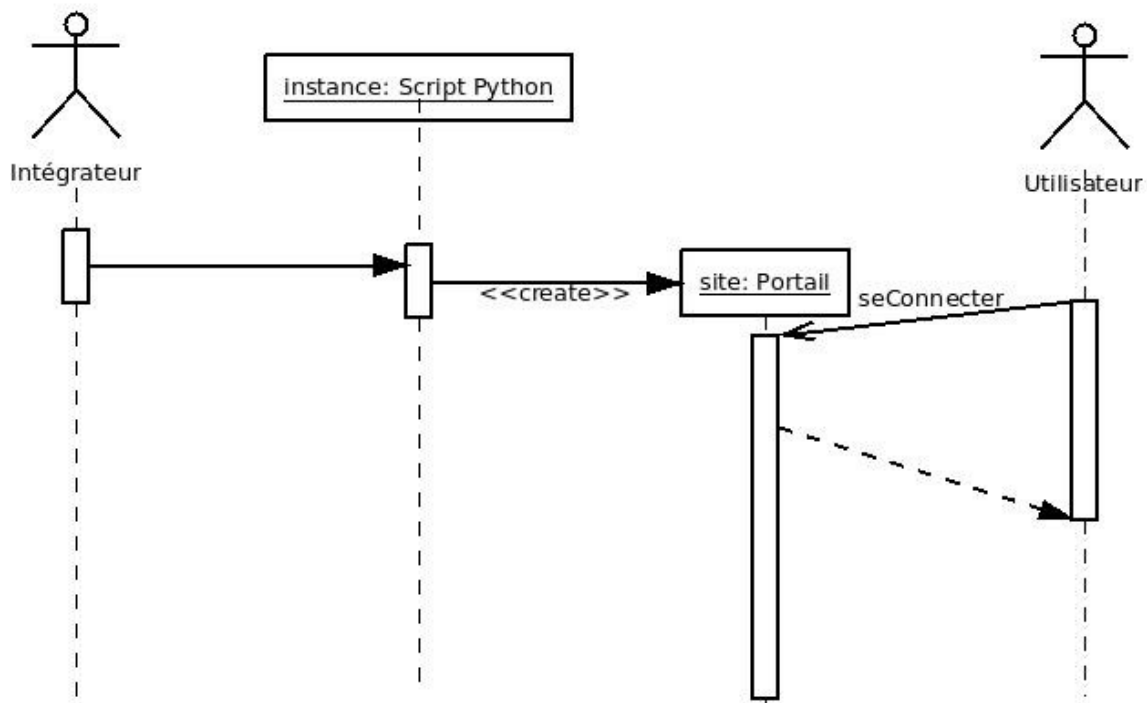 instance: Script Python
Intégrateur
Utilisateur
site: Portail
<<create>>
seConnecter